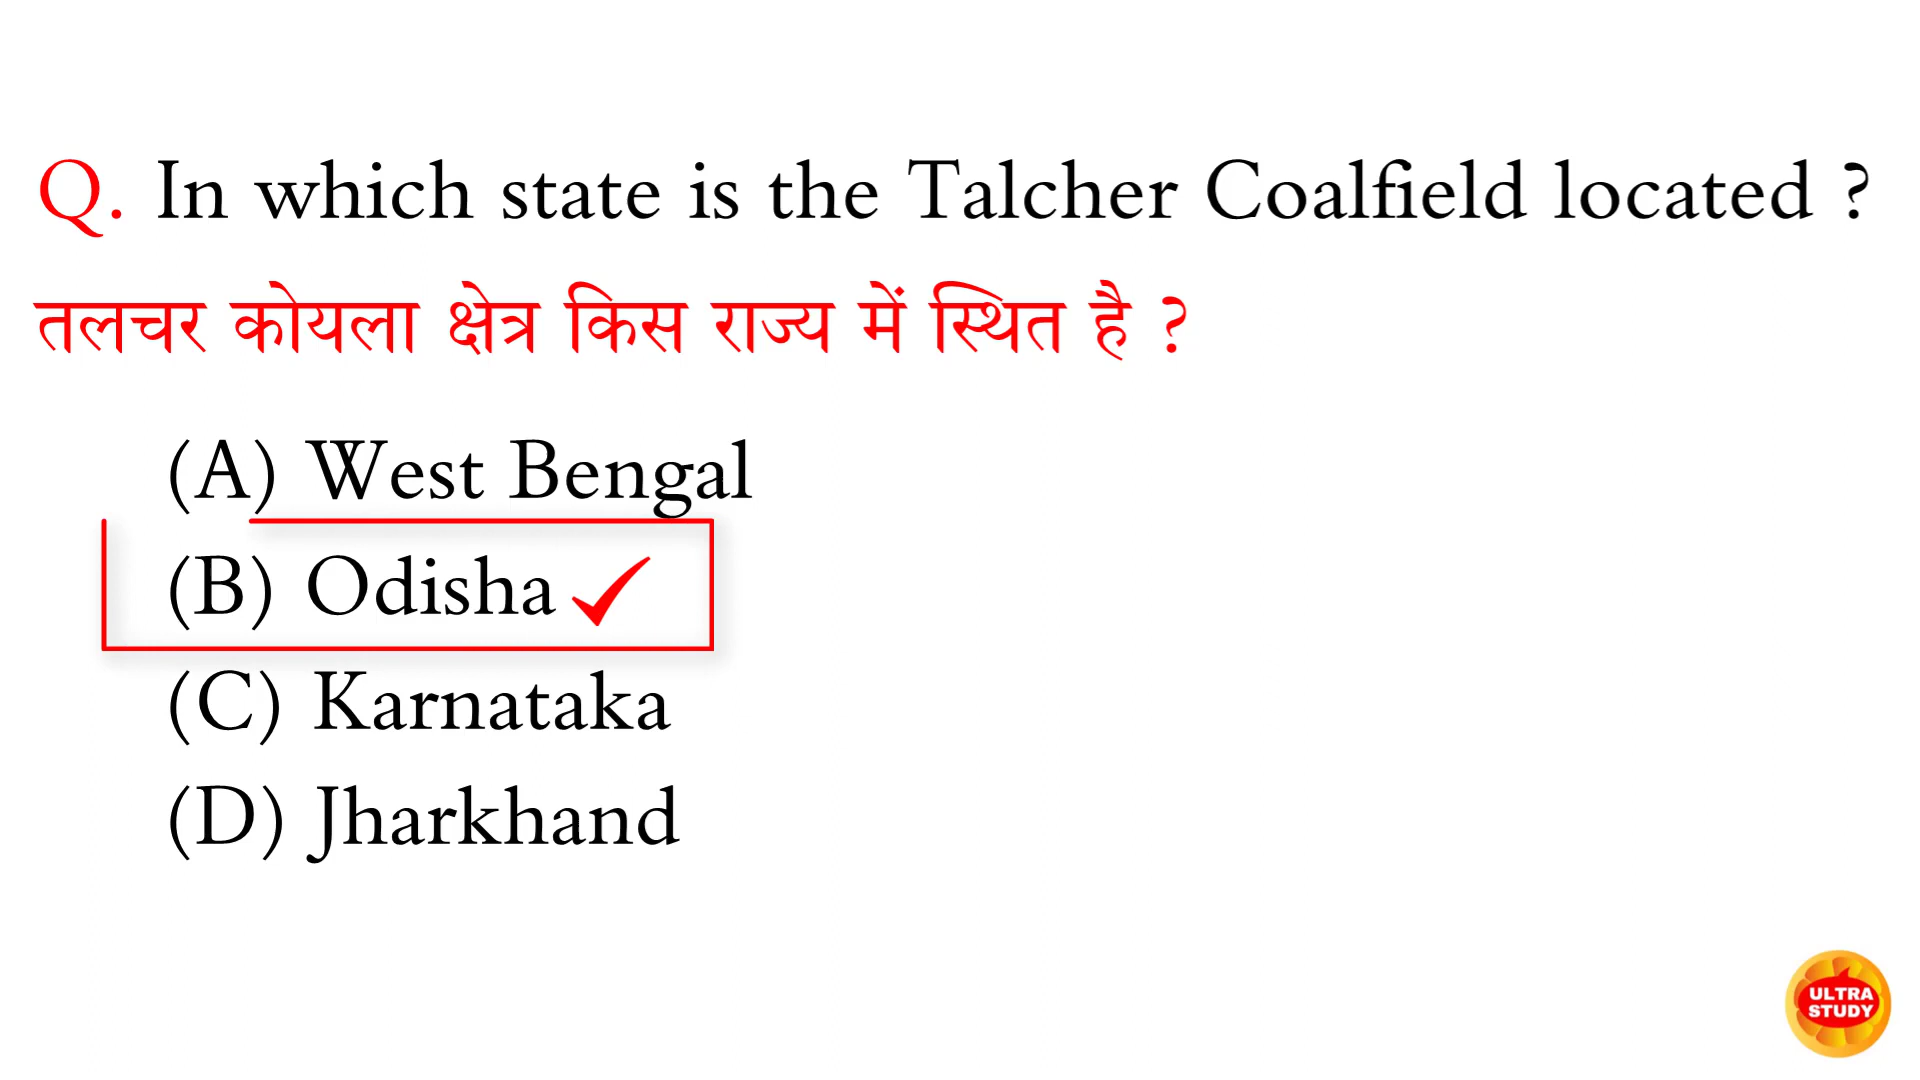 Q. In which state is the Talcher Coalfield located ?
तलचर कोयला क्षेत्र किस राज्य में स्थित है ?
(A) West Bengal
(B) Odisha ✓
(C) Karnataka
(D) Jharkhand
ULTRA
STUDY